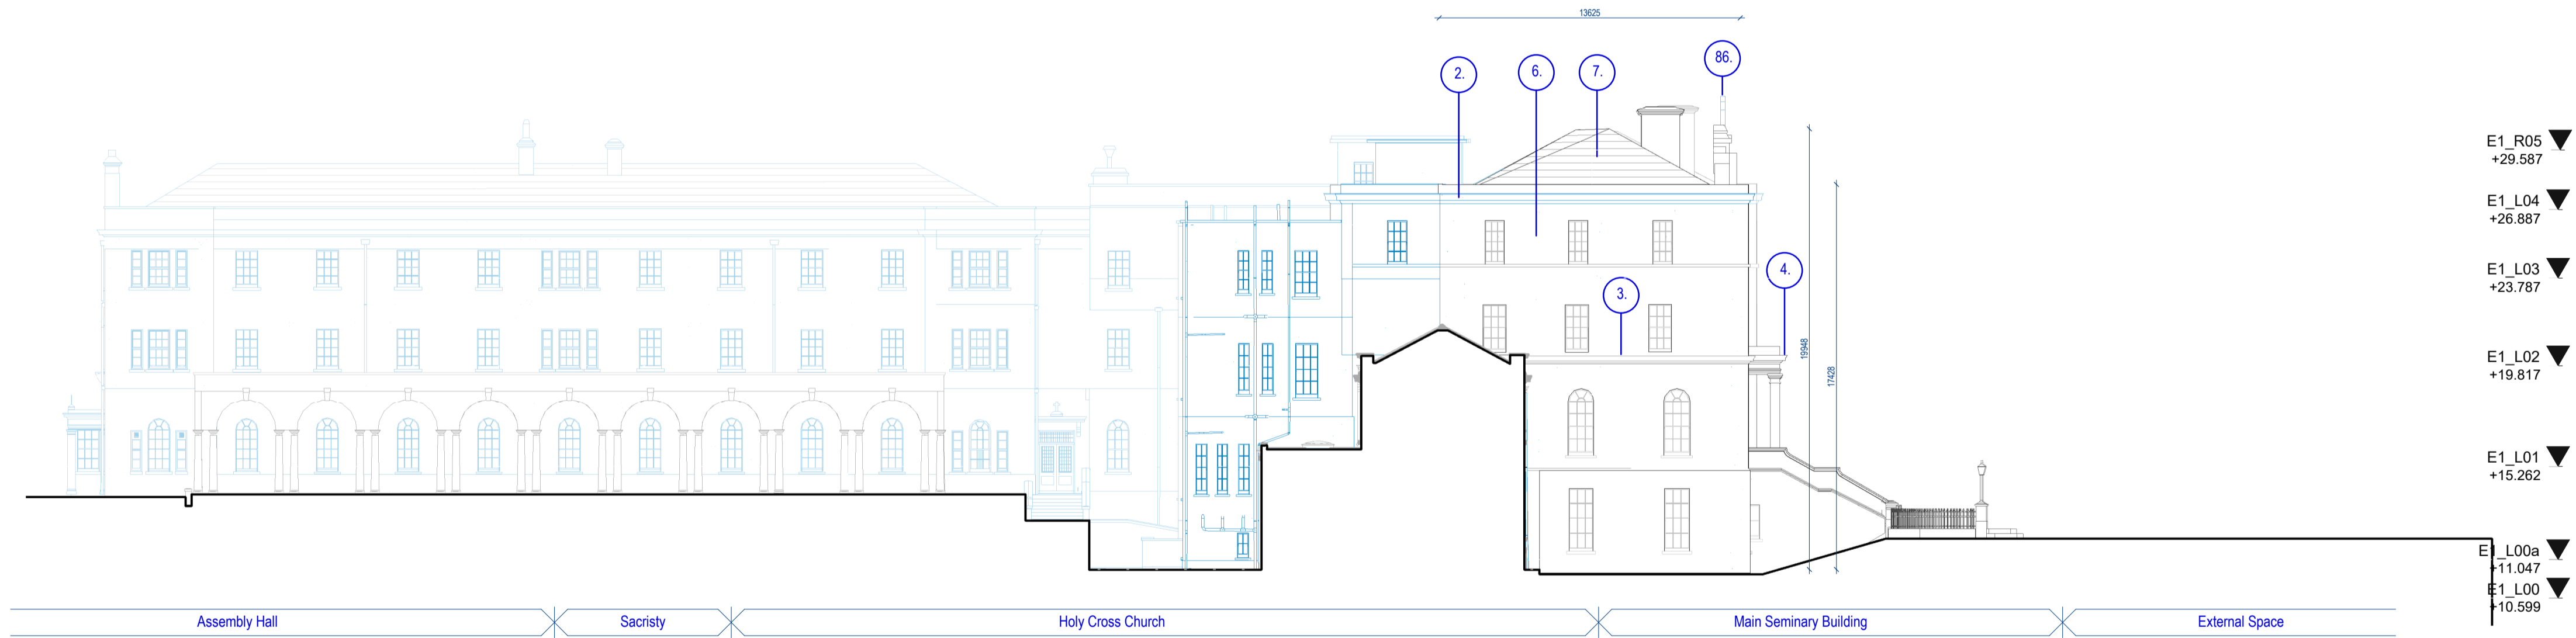 13625
2.
6.
7.
86.
3.
4.
19948
17428
E1_R05
+29.587
E1_L04
+26.887
E1_L03
+23.787
E1_L02
+19.817
E1_L01
+15.262
E1_L00a
+11.047
E1_L00
+10.599
Assembly Hall
Sacristy
Holy Cross Church
Main Seminary Building
External Space